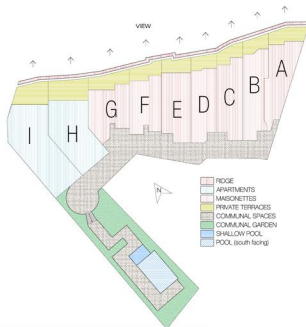 VIEW
A
B
C
D
E
F
G
H
I
N
RIDGE
APARTMENTS
MAISONETTES
PRIVATE TERRACES
COMMUNAL SPACES
COMMUNAL GARDEN
SHALLOW POOL
POOL (south facing)